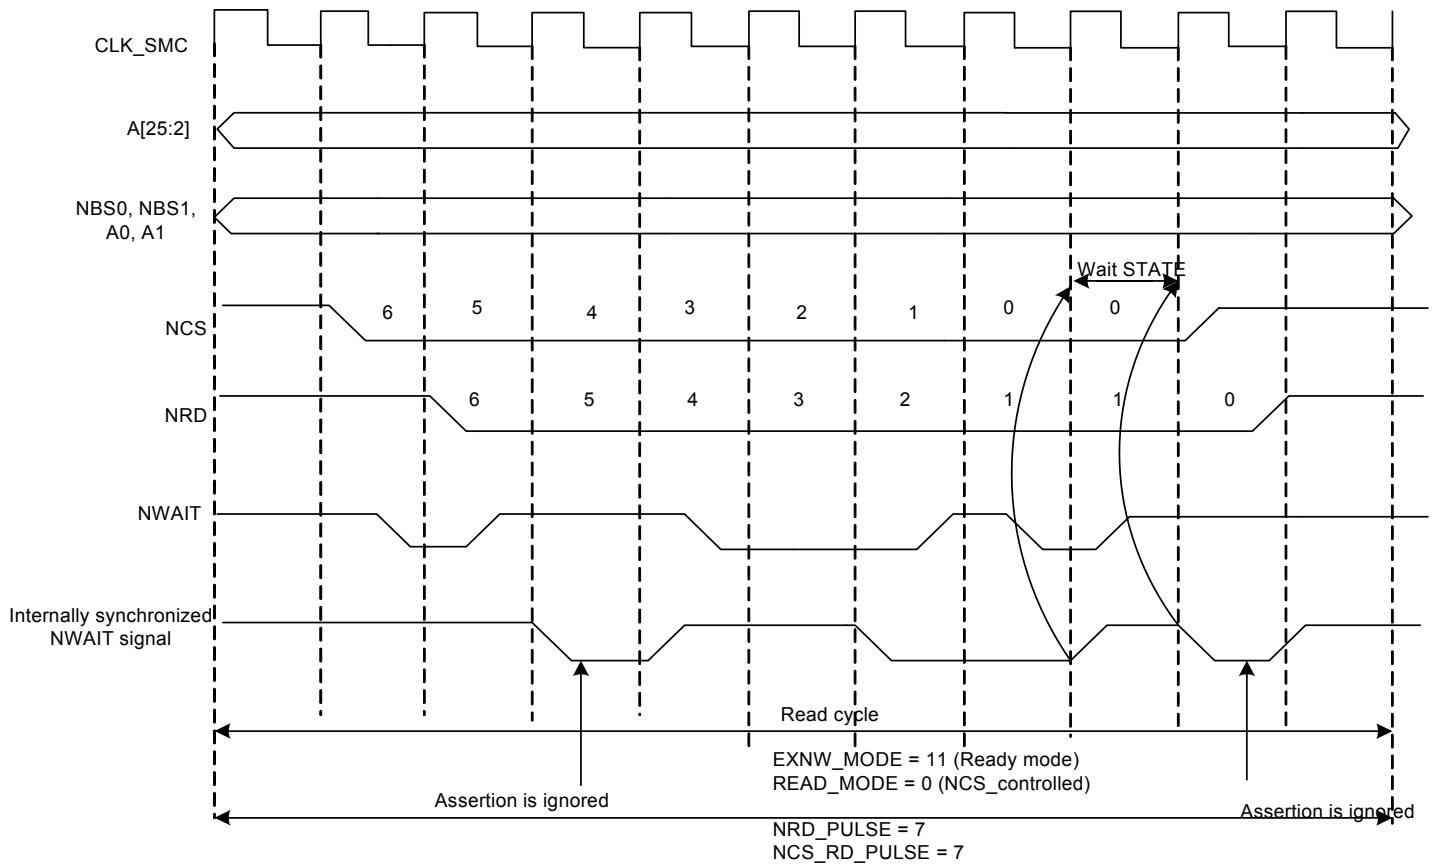 CLK_SMC
A[25:2]
NBS0, NBS1,
A0, A1
Wait STATE
NCS
6 5 4 3 2 1 0 0
NRD
6 5 4 3 2 1 1 0
NWAIT
Internally synchronized
NWAIT signal
Read cycle
EXNW_MODE = 11 (Ready mode)
READ_MODE = 0 (NCS_controlled)
Assertion is ignored
Assertion is ignored
NRD_PULSE = 7
NCS_RD_PULSE = 7